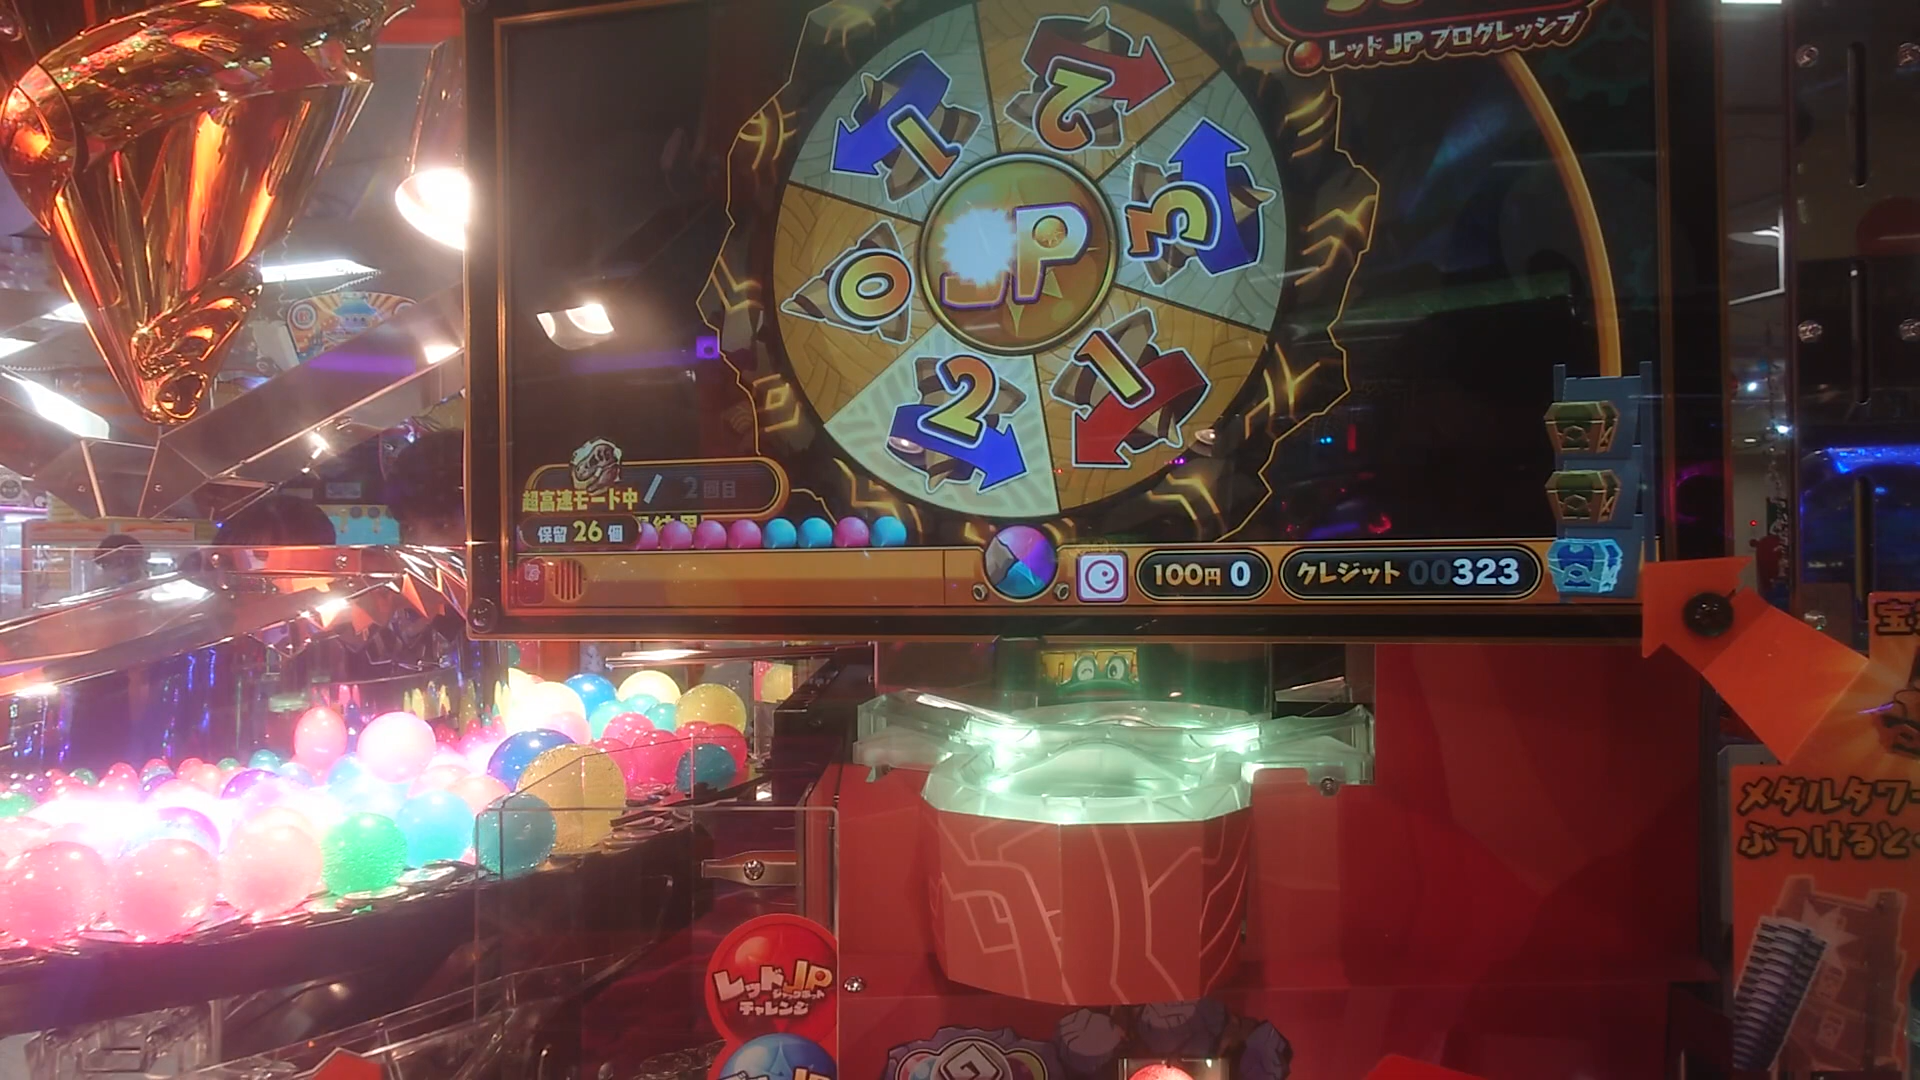 レッドJP プログレッシブ
2
1
3
JP
0
2
1
超高速モード中
2回目
保留 26 個
100円 0
クレジット 00323
メダルタワー
ぶつけると
レッドJP
チャレンジ